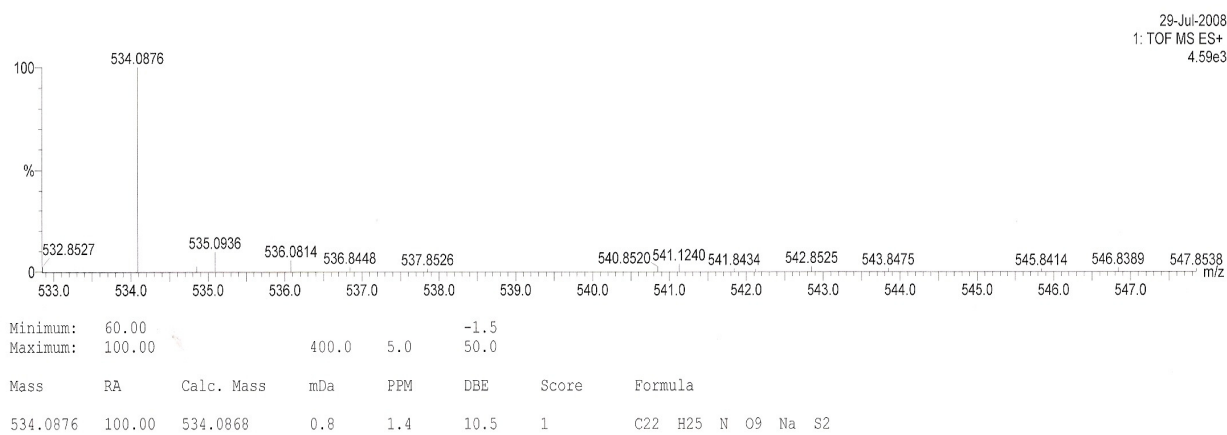 29-Jul-2008
1: TOF MS ES+
4.59e3
534.0876
100
%
532.8527
535.0936
536.0814
536.8448
537.8526
540.8520
541.1240
541.8434
542.8525
543.8475
545.8414
546.8389
547.8538
0
m/z
533.0 534.0 535.0 536.0 537.0 538.0 539.0 540.0 541.0 542.0 543.0 544.0 545.0 546.0 547.0
Minimum: 60.00 -1.5
Maximum: 100.00 400.0 5.0 50.0
Mass RA Calc. Mass mDa PPM DBE Score Formula
534.0876 100.00 534.0868 0.8 1.4 10.5 1 C22 H25 N O9 Na S2